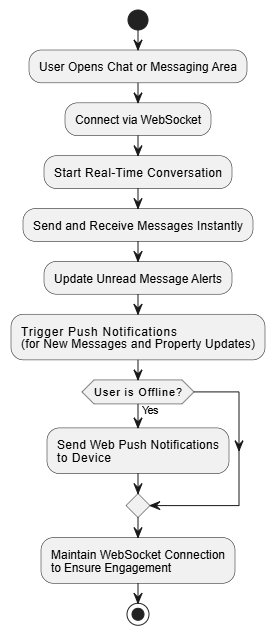 User Opens Chat or Messaging Area
Connect via WebSocket
Start Real-Time Conversation
Send and Receive Messages Instantly
Update Unread Message Alerts
Trigger Push Notifications
(for New Messages and Property Updates)
User is Offline?
Yes
Send Web Push Notifications
to Device
Maintain WebSocket Connection
to Ensure Engagement